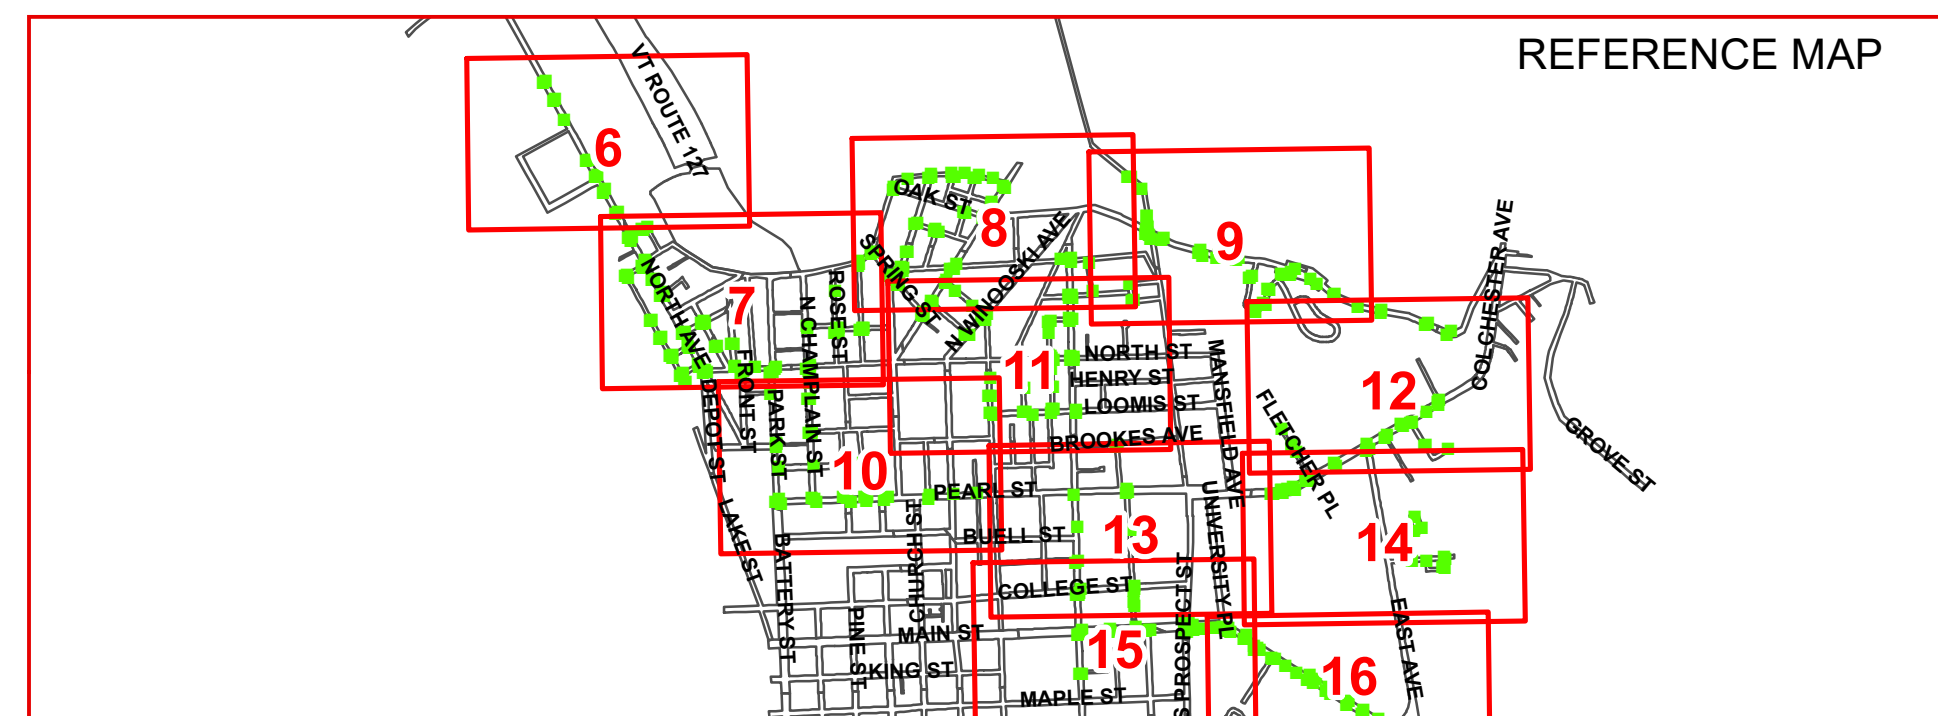 REFERENCE MAP
VT ROUTE 127
6
OAK ST
8
SPRING ST
N WINOOSKI AVE
9
COLCHESTER AVE
NORTH AVE
7
N CHAMPLAIN ST
ROSE ST
11
NORTH ST
HENRY ST
LOOMIS ST
BROOKES AVE
MANSFIELD AVE
FLETCHER PL
12
GROVE ST
DEPOT ST
FRONT ST
PARK ST
10
PEARL ST
LAKE ST
BATTERY ST
CHURCH ST
BUELL ST
13
UNIVERSITY PL
14
COLLEGE ST
PINE ST
MAIN ST
KING ST
15
S PROSPECT ST
EAST AVE
16
MAPLE ST